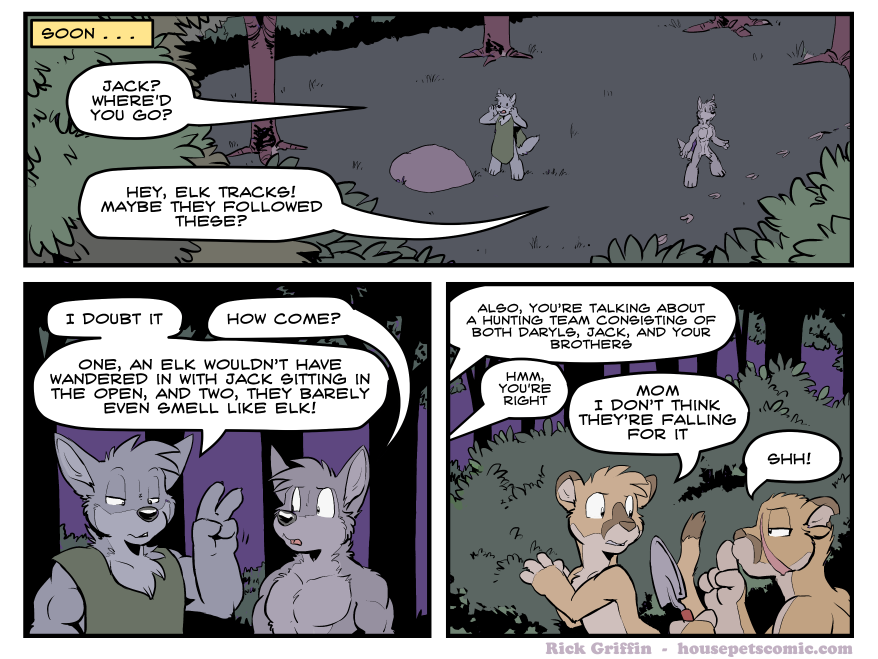 SOON . . .
JACK?
WHERE'D
YOU GO?
HEY, ELK TRACKS!
MAYBE THEY FOLLOWED
THESE?
I DOUBT IT
HOW COME?
ONE, AN ELK WOULDN'T HAVE
WANDERED IN WITH JACK SITTING IN
THE OPEN, AND TWO, THEY BARELY
EVEN SMELL LIKE ELK!
ALSO, YOU'RE TALKING ABOUT
A HUNTING TEAM CONSISTING OF
BOTH DARYLS, JACK, AND YOUR
BROTHERS
HMM,
YOU'RE
RIGHT
MOM
I DON'T THINK
THEY'RE FALLING
FOR IT
SHH!
Rick Griffin - housepetscomic.com